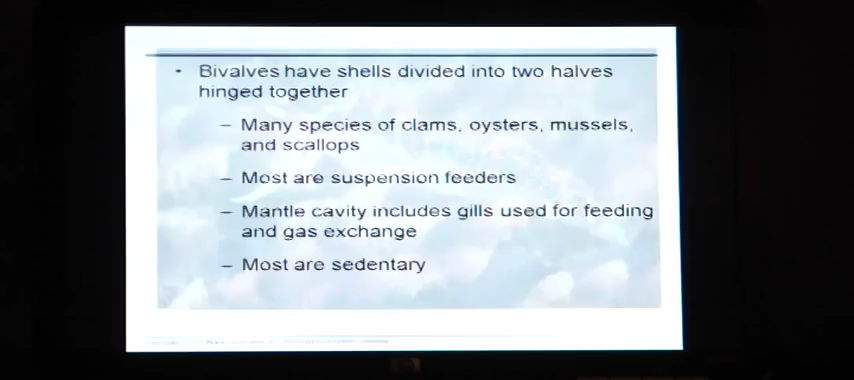 • Bivalves have shells divided into two halves
hinged together
– Many species of clams, oysters, mussels,
and scallops
– Most are suspension feeders
– Mantle cavity includes gills used for feeding
and gas exchange
– Most are sedentary